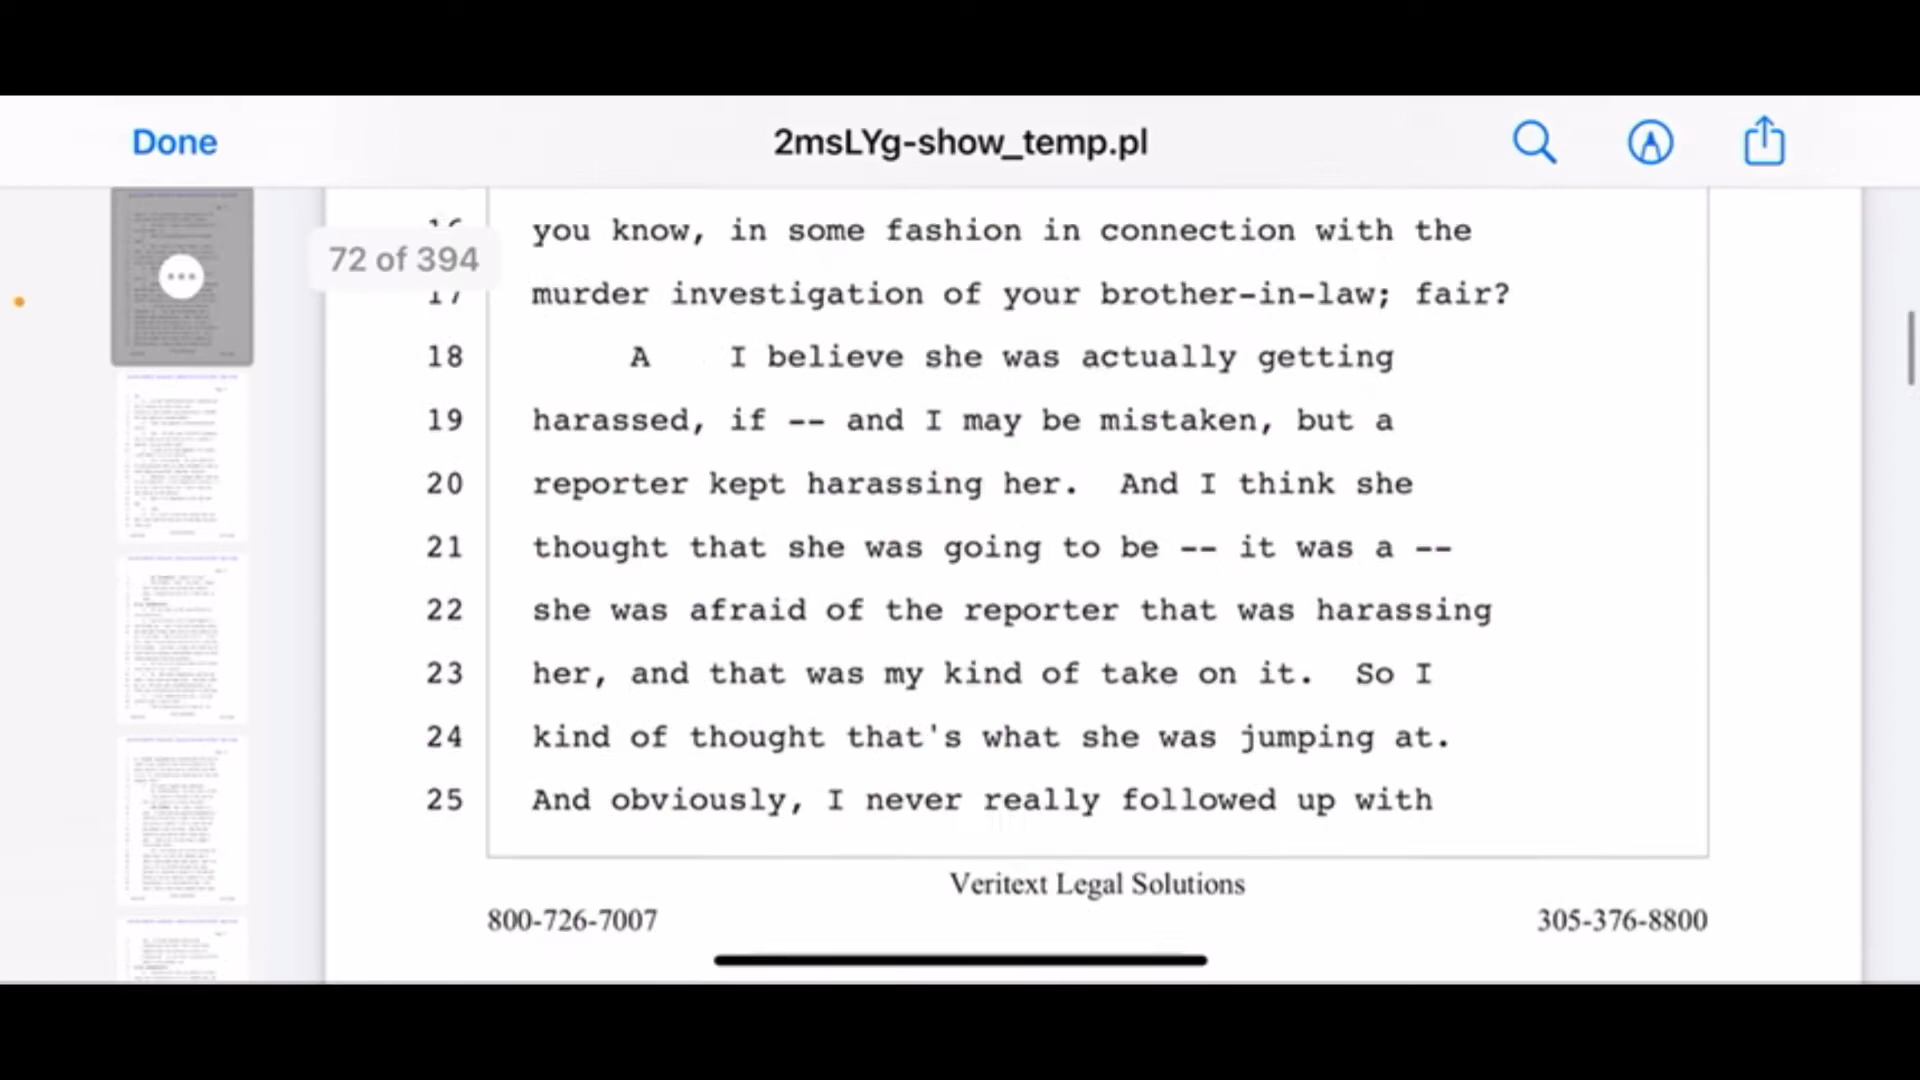 Done
2msLYg-show_temp.pl
72 of 394
16 you know, in some fashion in connection with the
17 murder investigation of your brother-in-law; fair?
18 A I believe she was actually getting
19 harassed, if -- and I may be mistaken, but a
20 reporter kept harassing her. And I think she
21 thought that she was going to be -- it was a --
22 she was afraid of the reporter that was harassing
23 her, and that was my kind of take on it. So I
24 kind of thought that's what she was jumping at.
25 And obviously, I never really followed up with
Veritext Legal Solutions
800-726-7007 305-376-8800